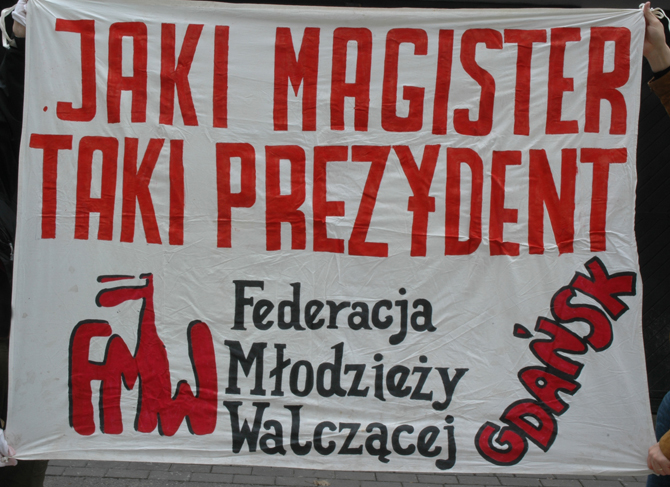 JAKI MAGISTER
TAKI PREZYDENT
FMW
Federacja
Młodzieży
Walczącej
GDAŃSK